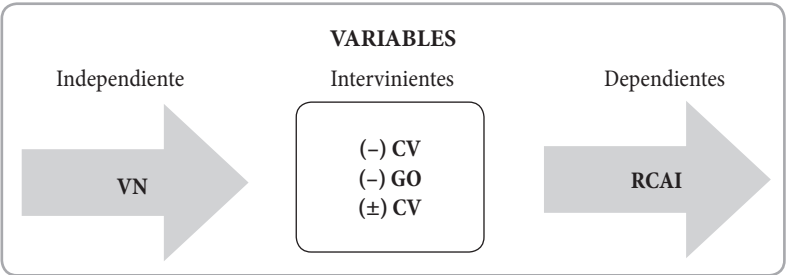 VARIABLES
Independiente Intervinientes Dependientes
(–) CV
VN (–) GO RCAI
(±) CV